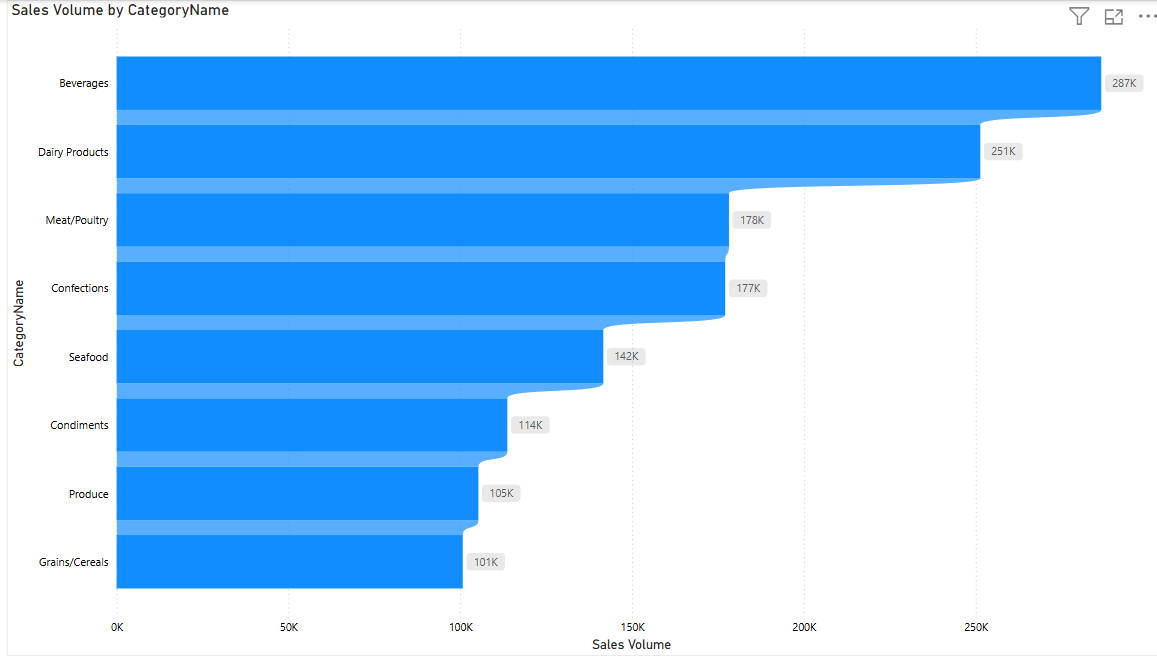 Sales Volume by CategoryName
Beverages
287K
Dairy Products
251K
Meat/Poultry
178K
Confections
177K
Seafood
142K
Condiments
114K
Produce
105K
Grains/Cereals
101K
CategoryName
0K 50K 100K 150K 200K 250K
Sales Volume